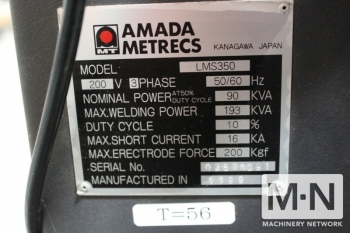 AMADA
METRECS
MT
KANAGAWA JAPAN
MODEL LMS350
200 V 3 PHASE 50/60 Hz
NOMINAL POWER AT50% DUTY CYCLE 90 KVA
MAX.WELDING POWER 193 KVA
DUTY CYCLE 10 %
MAX.SHORT CURRENT 16 KA
MAX.ERECTRODE FORCE 200 Kgf
SERIAL No.
MANUFACTURED IN
T=56
M·N
MACHINERY NETWORK